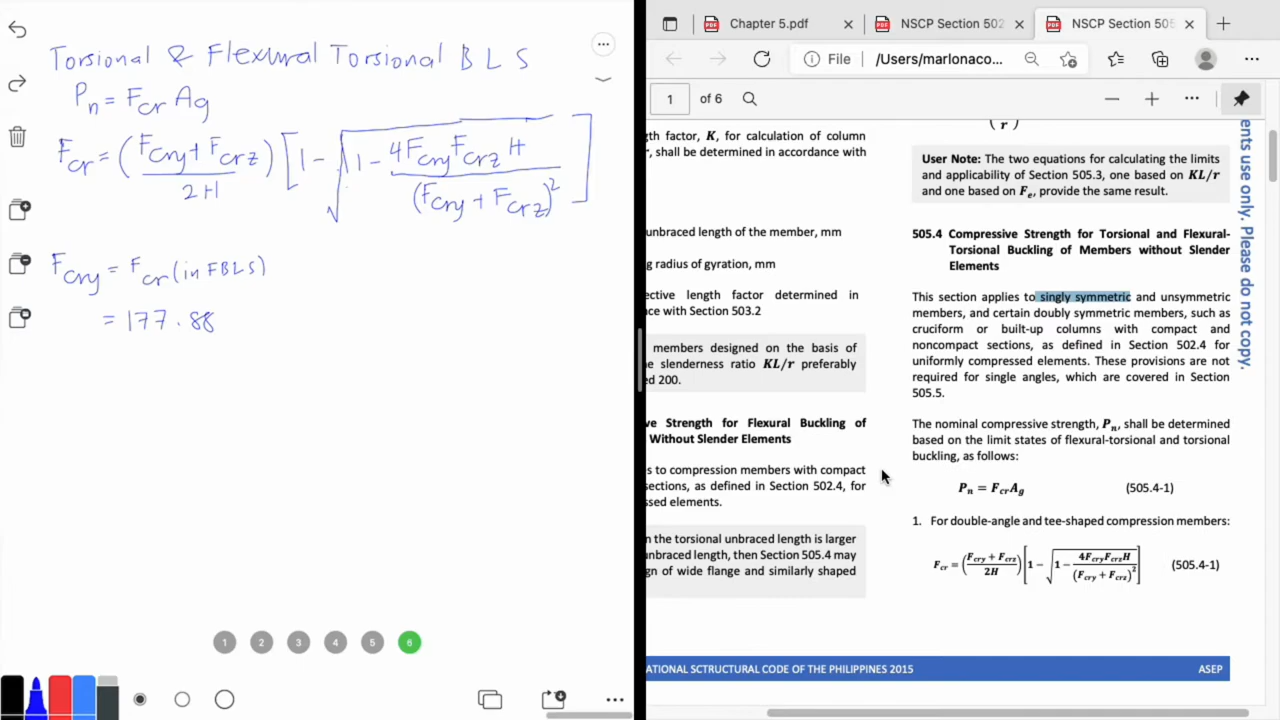 Torsional & Flexural Torsional B L S
Pn = Fcr Ag
Fcr = (Fcry + Fcrz / 2H) [1 - √(1 - 4FcryFcrz H / (Fcry + Fcrz)²)]
Fcry = Fcr (in FBLS)
= 177.88
1 2 3 4 5 6
Chapter 5.pdf
NSCP Section 502
NSCP Section 505
File
/Users/marlonaco...
1 of 6
gth factor, K, for calculation of column
r, shall be determined in accordance with
unbraced length of the member, mm
g radius of gyration, mm
ective length factor determined in
ce with Section 503.2
members designed on the basis of
e slenderness ratio KL/r preferably
ed 200.
ve Strength for Flexural Buckling of
Without Slender Elements
s to compression members with compact
sections, as defined in Section 502.4, for
ssed elements.
n the torsional unbraced length is larger
unbraced length, then Section 505.4 may
gn of wide flange and similarly shaped
( r )
User Note: The two equations for calculating the limits
and applicability of Section 505.3, one based on KL/r
and one based on Fe, provide the same result.
505.4 Compressive Strength for Torsional and Flexural-
Torsional Buckling of Members without Slender
Elements
This section applies to singly symmetric and unsymmetric
members, and certain doubly symmetric members, such as
cruciform or built-up columns with compact and
noncompact sections, as defined in Section 502.4 for
uniformly compressed elements. These provisions are not
required for single angles, which are covered in Section
505.5.
The nominal compressive strength, Pn, shall be determined
based on the limit states of flexural-torsional and torsional
buckling, as follows:
Pn = FcrAg (505.4-1)
1. For double-angle and tee-shaped compression members:
Fcr = (Fcry + Fcrz / 2H) [1 - √(1 - 4FcryFcrzH / (Fcry + Fcrz)²)] (505.4-1)
ATIONAL SCTRUCTURAL CODE OF THE PHILIPPINES 2015
ASEP
ents use only. Please do not copy.